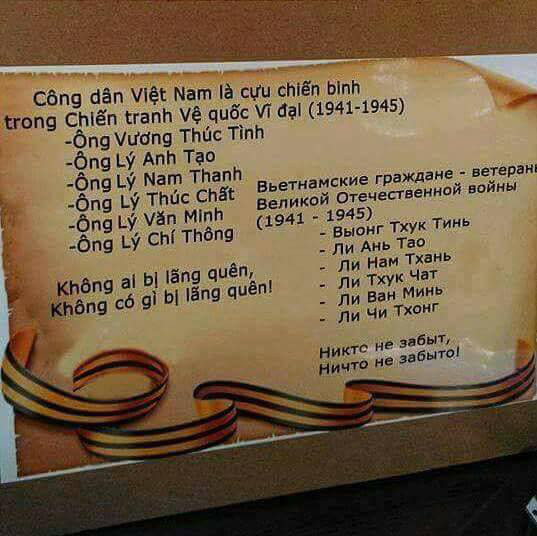 Công dân Việt Nam là cựu chiến binh
trong Chiến tranh Vệ quốc Vĩ đại (1941-1945)
-Ông Vương Thúc Tình
-Ông Lý Anh Tạo
-Ông Lý Nam Thanh
-Ông Lý Thúc Chất
-Ông Lý Văn Minh
-Ông Lý Chí Thông
Không ai bị lãng quên,
Không có gì bị lãng quên!
Вьетнамские граждане - ветераны
Великой Отечественной войны
(1941 - 1945)
- Выонг Тхук Тинь
- Ли Ань Тао
- Ли Нам Тхань
- Ли Тхук Чат
- Ли Ван Минь
- Ли Чи Тхонг
Никто не забыт,
Ничто не забыто!